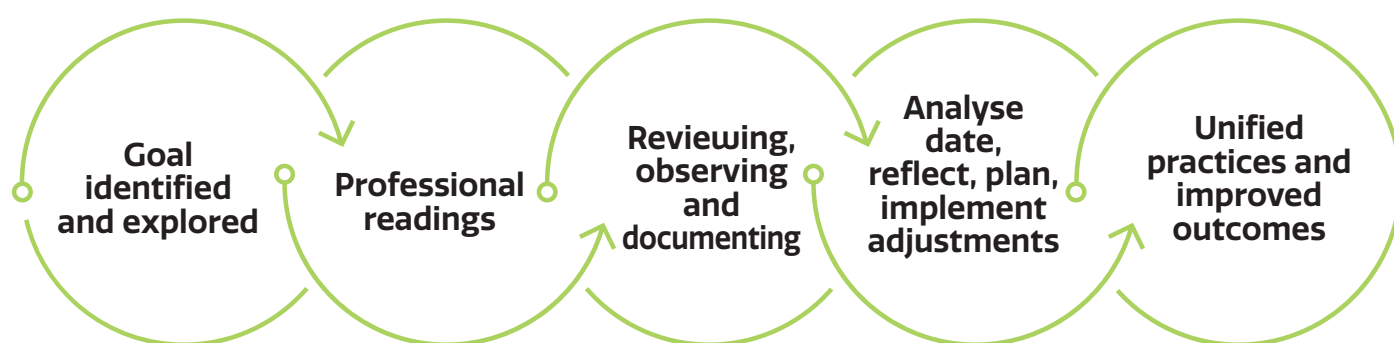 Goal
identified
and explored
Professional
readings
Reviewing,
observing
and
documenting
Analyse
date,
reflect, plan,
implement
adjustments
Unified
practices and
improved
outcomes